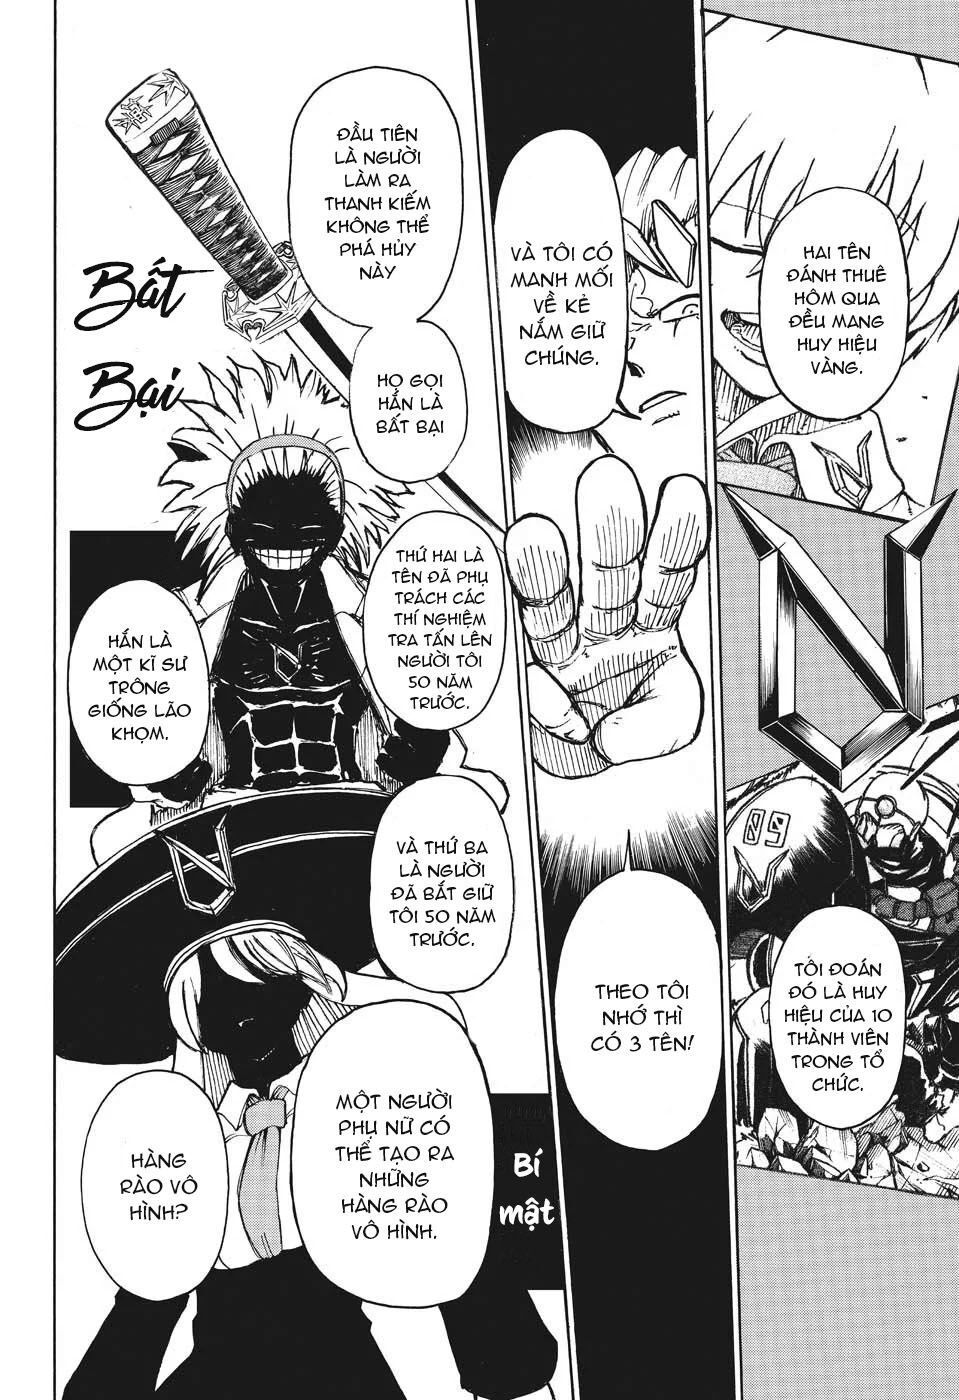 HAI TÊN
ĐÁNH THUÊ
HÔM QUA
ĐỀU MANG
HUY HIỆU
VÀNG.
TÔI ĐOÁN
ĐÓ LÀ HUY
HIỆU CỦA 10
THÀNH VIÊN
TRONG TỔ
CHỨC.
09
VÀ TÔI CÓ
MANH MỐI
VỀ KẺ
NẮM GIỮ
CHÚNG.
THEO TÔI
NHỚ THÌ
CÓ 3 TÊN!
ĐẦU TIÊN
LÀ NGƯỜI
LÀM RA
THANH KIẾM
KHÔNG THỂ
PHÁ HỦY
NÀY
HỌ GỌI
HẮN LÀ
BẤT BẠI
Bất
Bại
THỨ HAI LÀ
TÊN ĐÃ PHỤ
TRÁCH CÁC
THÍ NGHIỆM
TRA TẤN LÊN
NGƯỜI TÔI
50 NĂM
TRƯỚC.
HẮN LÀ
MỘT KĨ SƯ
TRÔNG
GIỐNG LÃO
KHỌM.
VÀ THỨ BA
LÀ NGƯỜI
ĐÃ BẮT GIỮ
TÔI 50 NĂM
TRƯỚC.
MỘT NGƯỜI
PHỤ NỮ CÓ
THỂ TẠO RA
NHỮNG
HÀNG RÀO
VÔ HÌNH.
Bí
mật
HÀNG
RÀO VÔ
HÌNH?